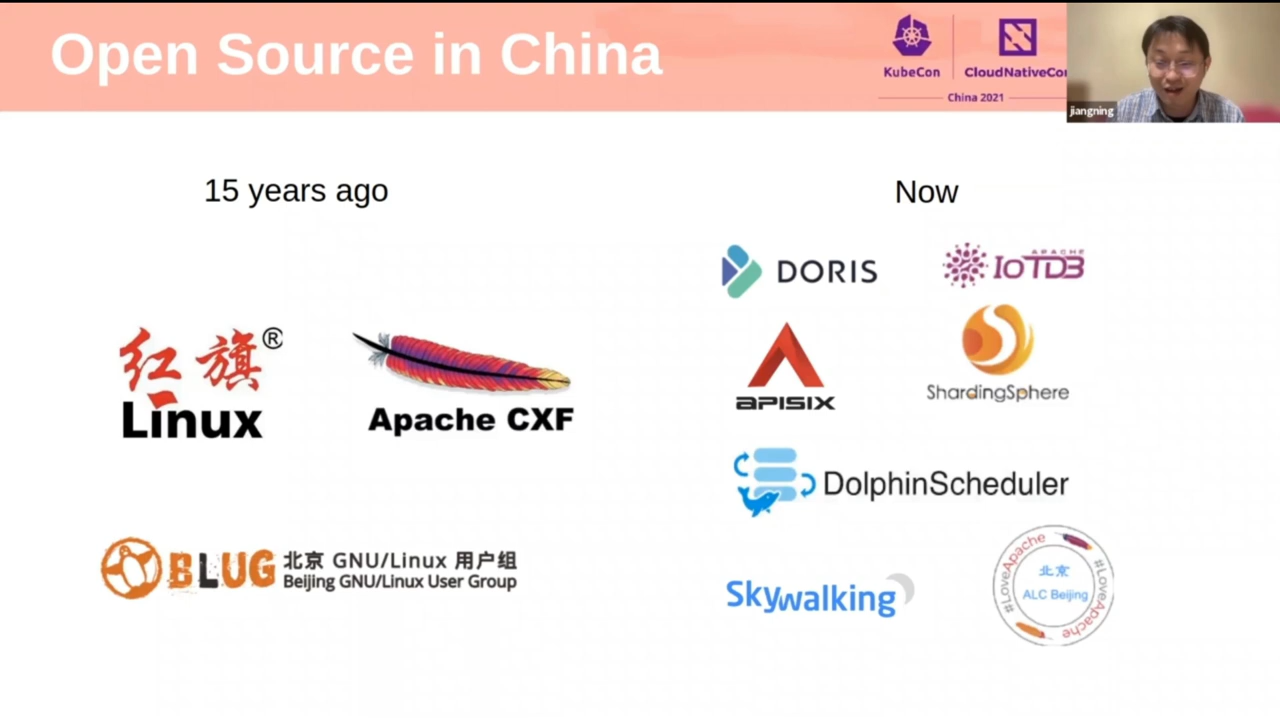 Open Source in China
KubeCon
CloudNativeCon
China 2021
jiangning
15 years ago
Now
红旗®
Linux
Apache CXF
BLUG 北京 GNU/Linux 用户组
Beijing GNU/Linux User Group
DORIS
APACHE
IoTDB
APISIX
ShardingSphere
DolphinScheduler
Skywalking
#LoveApache
北京
ALC Beijing
#LoveApache